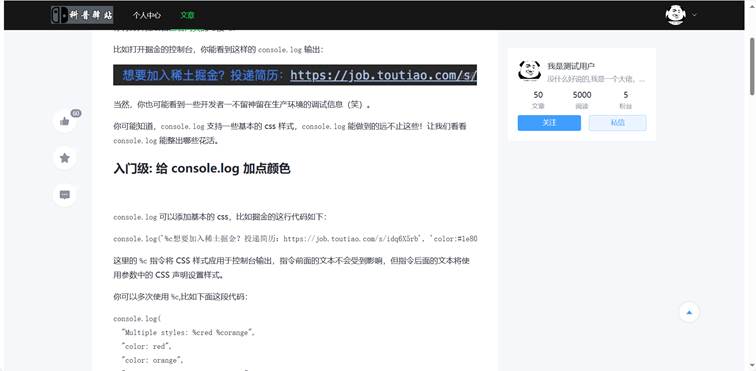 科普驿站 个人中心 文章
比如打开掘金的控制台，你能看到这样的 console.log 输出：
想要加入稀土掘金？投递简历：https://job.toutiao.com/s/
当然，你也可能看到一些开发者一不留神留在生产环境的调试信息（笑）。
你可能知道，console.log 支持一些基本的 css 样式，console.log 能做到的远不止这些！让我们看看
console.log 能整出哪些花活。
入门级: 给 console.log 加点颜色
console.log 可以添加基本的 css，比如掘金的这行代码如下：
console.log('%c想要加入稀土掘金？投递简历：https://job.toutiao.com/s/idq6X5rb', 'color:#1e80
这里的 %c 指令将 CSS 样式应用于控制台输出，指令前面的文本不会受到影响，但指令后面的文本将使
用参数中的 CSS 声明设置样式。
你可以多次使用 %c,比如下面这段代码：
console.log(
"Multiple styles: %cred %corange",
"color: red",
"color: orange",
60
我是测试用户
没什么好说的,我是一个大佬，...
50 5000 5
文章 阅读 粉丝
关注 私信